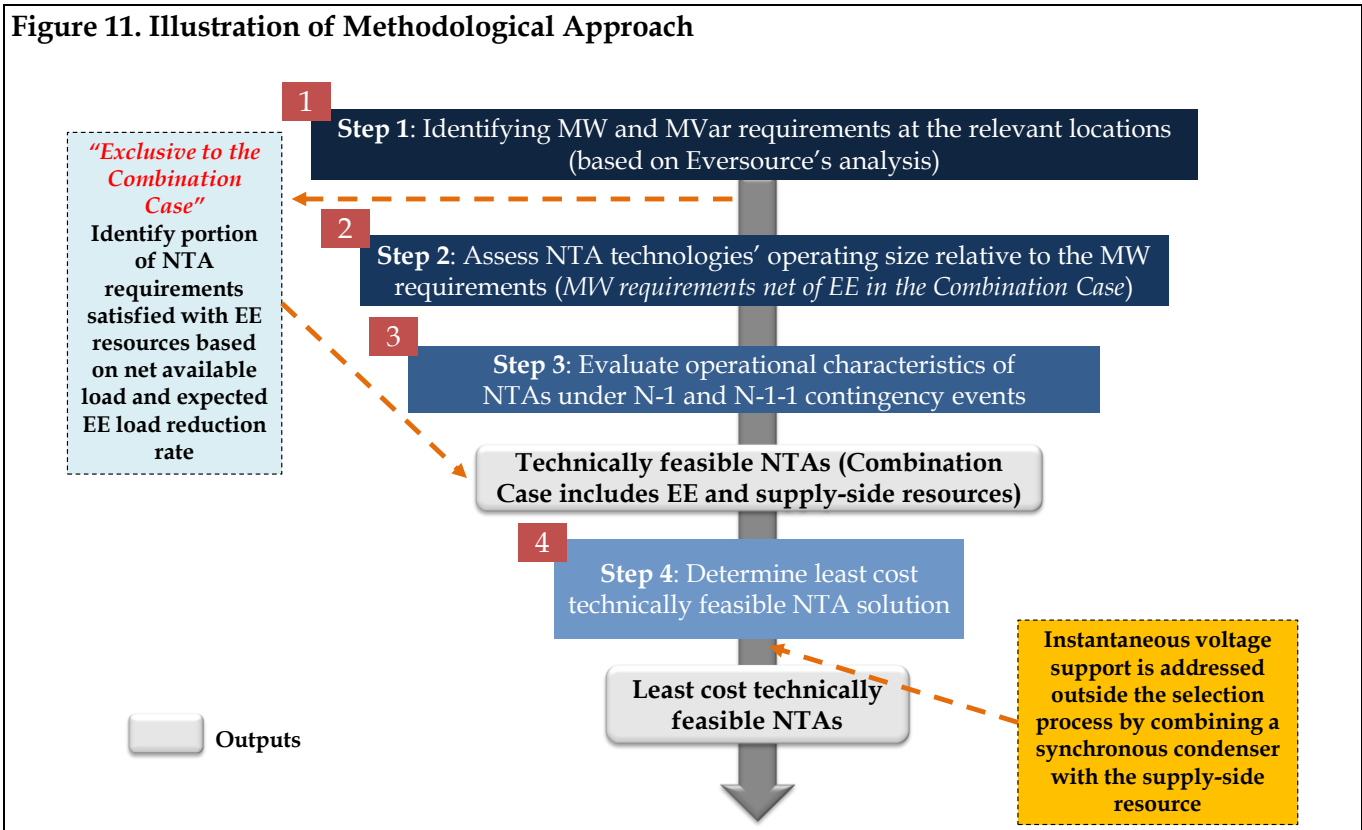 Figure 11. Illustration of Methodological Approach
1
Step 1: Identifying MW and MVar requirements at the relevant locations
(based on Eversource's analysis)
"Exclusive to the
Combination
Case"
Identify portion
of NTA
requirements
satisfied with EE
resources based
on net available
load and expected
EE load reduction
rate
2
Step 2: Assess NTA technologies' operating size relative to the MW
requirements (MW requirements net of EE in the Combination Case)
3
Step 3: Evaluate operational characteristics of
NTAs under N-1 and N-1-1 contingency events
Technically feasible NTAs (Combination
Case includes EE and supply-side resources)
4
Step 4: Determine least cost
technically feasible NTA solution
Instantaneous voltage
support is addressed
outside the selection
process by combining a
synchronous condenser
with the supply-side
resource
Least cost technically
feasible NTAs
Outputs